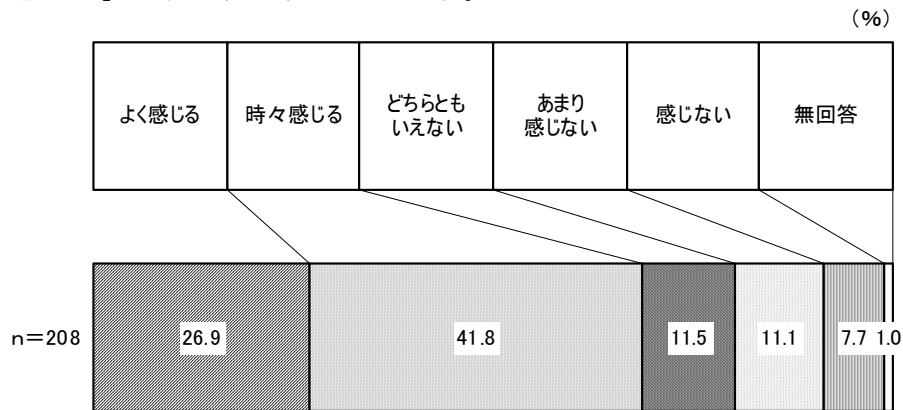 (%)
よく感じる
時々感じる
どちらとも
いえない
あまり
感じない
感じない
無回答
n=208
26.9
41.8
11.5
11.1
7.7
1.0